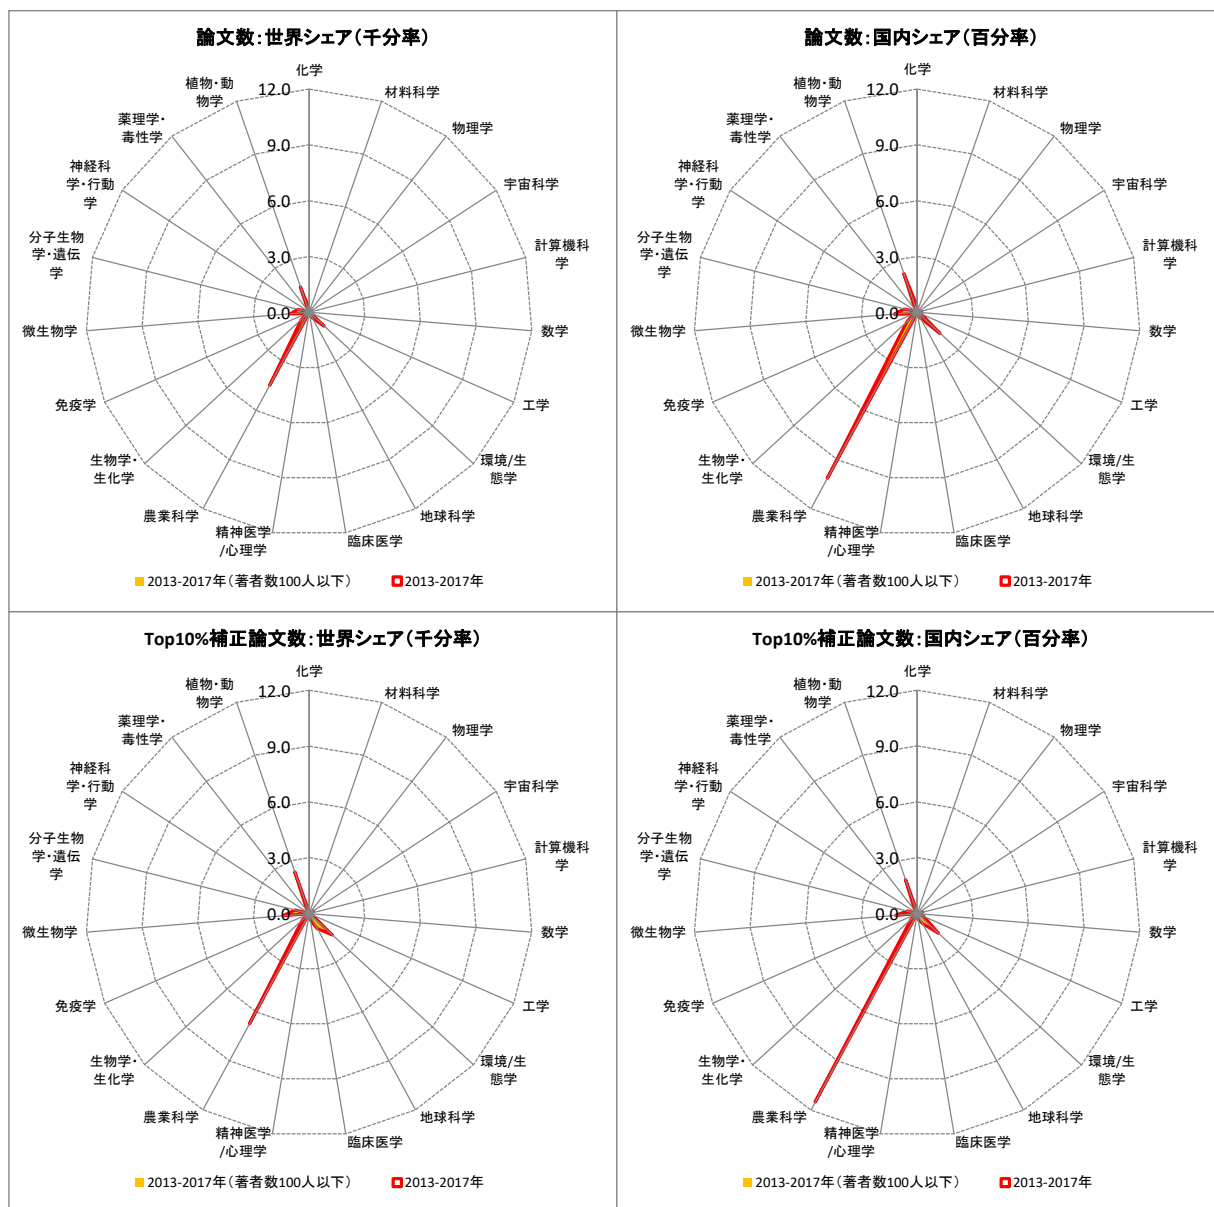 論文数：世界シェア（千分率）
化学
材料科学
物理学
宇宙科学
計算機科
学
数学
工学
環境/生
態学
地球科学
臨床医学
精神医学
/心理学
農業科学
生物学・
生化学
免疫学
微生物学
分子生物
学・遺伝
学
神経科
学・行動
学
薬理学・
毒性学
植物・動
物学
12.0
9.0
6.0
3.0
0.0
2013-2017年（著者数100人以下）
2013-2017年
論文数：国内シェア（百分率）
化学
材料科学
物理学
宇宙科学
計算機科
学
数学
工学
環境/生
態学
地球科学
臨床医学
精神医学
/心理学
農業科学
生物学・
生化学
免疫学
微生物学
分子生物
学・遺伝
学
神経科
学・行動
学
薬理学・
毒性学
植物・動
物学
12.0
9.0
6.0
3.0
0.0
2013-2017年（著者数100人以下）
2013-2017年
Top10%補正論文数：世界シェア（千分率）
化学
材料科学
物理学
宇宙科学
計算機科
学
数学
工学
環境/生
態学
地球科学
臨床医学
精神医学
/心理学
農業科学
生物学・
生化学
免疫学
微生物学
分子生物
学・遺伝
学
神経科
学・行動
学
薬理学・
毒性学
植物・動
物学
12.0
9.0
6.0
3.0
0.0
2013-2017年（著者数100人以下）
2013-2017年
Top10%補正論文数：国内シェア（百分率）
化学
材料科学
物理学
宇宙科学
計算機科
学
数学
工学
環境/生
態学
地球科学
臨床医学
精神医学
/心理学
農業科学
生物学・
生化学
免疫学
微生物学
分子生物
学・遺伝
学
神経科
学・行動
学
薬理学・
毒性学
植物・動
物学
12.0
9.0
6.0
3.0
0.0
2013-2017年（著者数100人以下）
2013-2017年